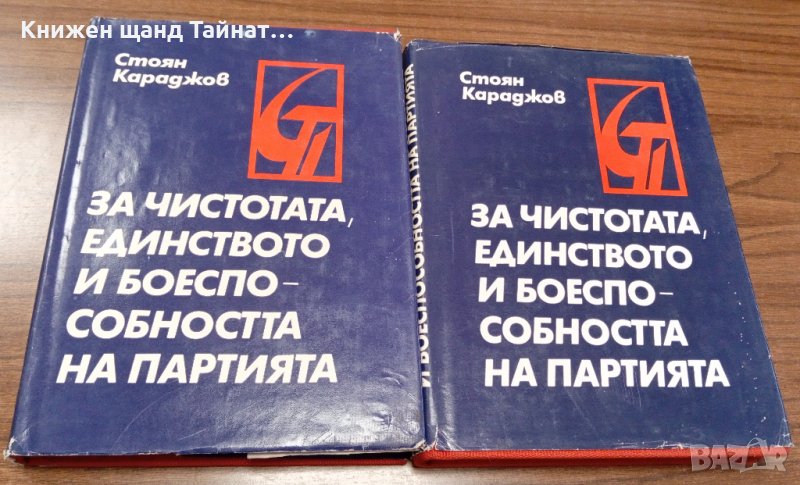 Книжен щанд Тайнат...
Стоян
Караджов
ЗА ЧИСТОТАТА,
ЕДИНСТВОТО
И БОЕСПО-
СОБНОСТТА
НА ПАРТИЯТА
И БОЕСПОСОБНОСТТА НА ПАРТИЯТА
Стоян
Караджов
ЗА ЧИСТОТАТА,
ЕДИНСТВОТО
И БОЕСПО-
СОБНОСТТА
НА ПАРТИЯТА
BAZAR